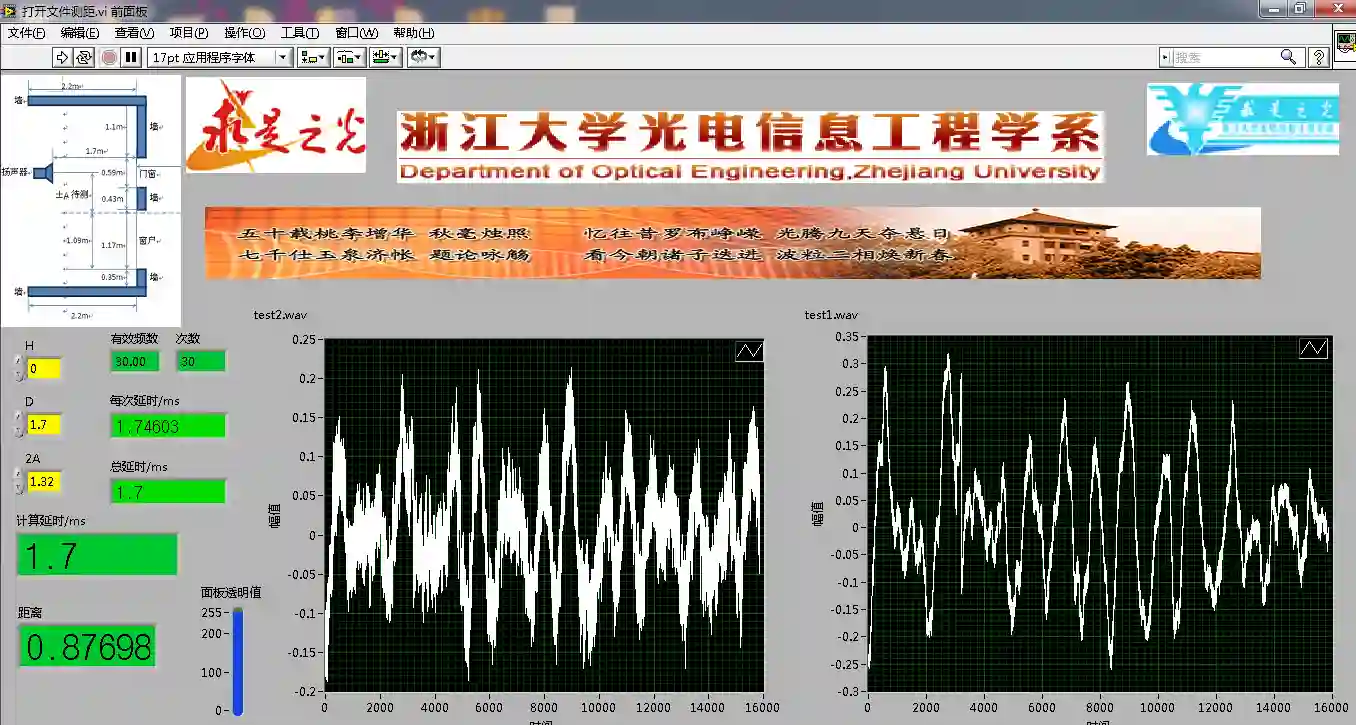 打开文件测距.vi 前面板
文件(F) 编辑(E) 查看(V) 项目(P) 操作(O) 工具(T) 窗口(W) 帮助(H)
17pt 应用程序字体
搜索
2.2m
墙
1.1m
墙
1.7m
扬声器
0.59m
门窗
待测
0.43m
墙
1.09m
1.17m
窗户
0.35m
墙
墙
2.2m
求是之光
浙江大学光电信息工程学系
Department of Optical Engineering,Zhejiang University
求是之光
五十载桃李增华 秋毫烛照 忆往昔罗布峥嵘 光腾九天夺悬日
七千仕玉泉济帐 题论咏觞 看今朝诸子迭进 波粒二相焕新春
H
0
有效频数
30.00
次数
30
D
1.7
每次延时/ms
1.74603
2A
1.32
总延时/ms
1.7
计算延时/ms
1.7
距离
0.87698
面板透明值
255
200
100
0
test2.wav
0.25
0.2
0.15
0.1
0.05
0
-0.05
-0.1
-0.15
-0.2
幅值
0 2000 4000 6000 8000 10000 12000 14000 16000
时间
test1.wav
0.35
0.3
0.25
0.2
0.15
0.1
0.05
0
-0.05
-0.1
-0.15
-0.2
-0.25
-0.3
幅值
0 2000 4000 6000 8000 10000 12000 14000 16000
时间